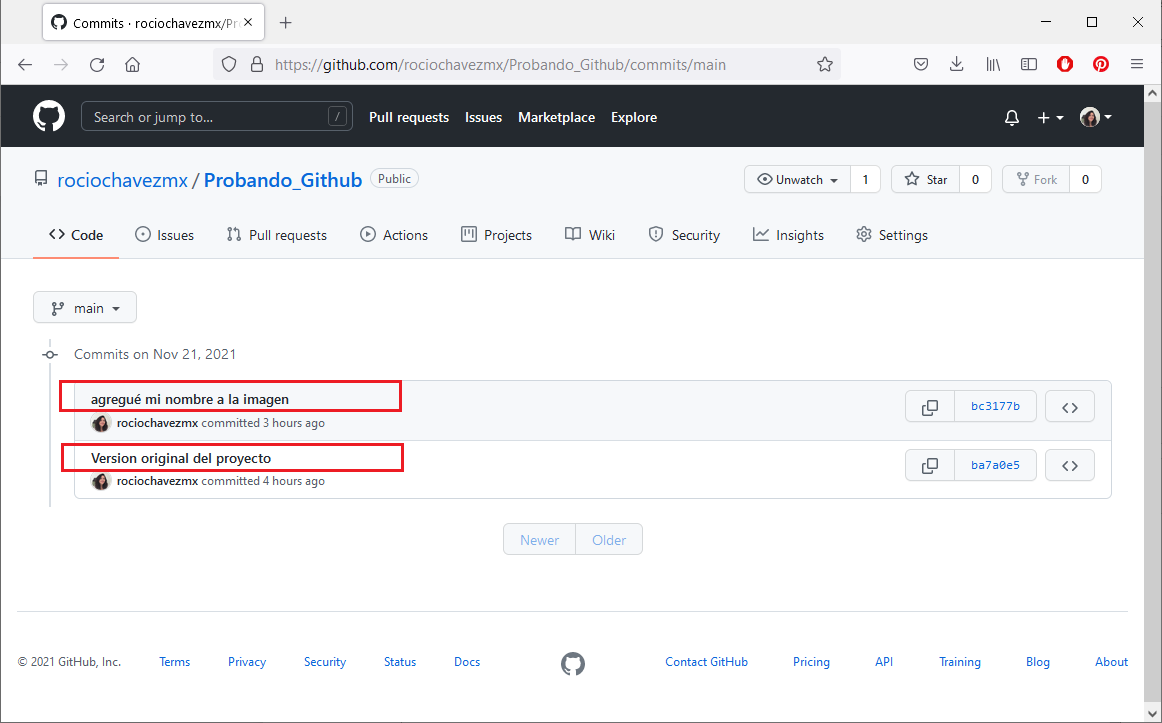 Commits · rociochavezmx/Pr
https://github.com/rociochavezmx/Probando_Github/commits/main
Search or jump to... / Pull requests Issues Marketplace Explore
rociochavezmx / Probando_Github Public Unwatch 1 Star 0 Fork 0
Code Issues Pull requests Actions Projects Wiki Security Insights Settings
main
Commits on Nov 21, 2021
agregué mi nombre a la imagen
bc3177b
rociochavezmx committed 3 hours ago
Version original del proyecto
ba7a0e5
rociochavezmx committed 4 hours ago
Newer Older
© 2021 GitHub, Inc. Terms Privacy Security Status Docs Contact GitHub Pricing API Training Blog About